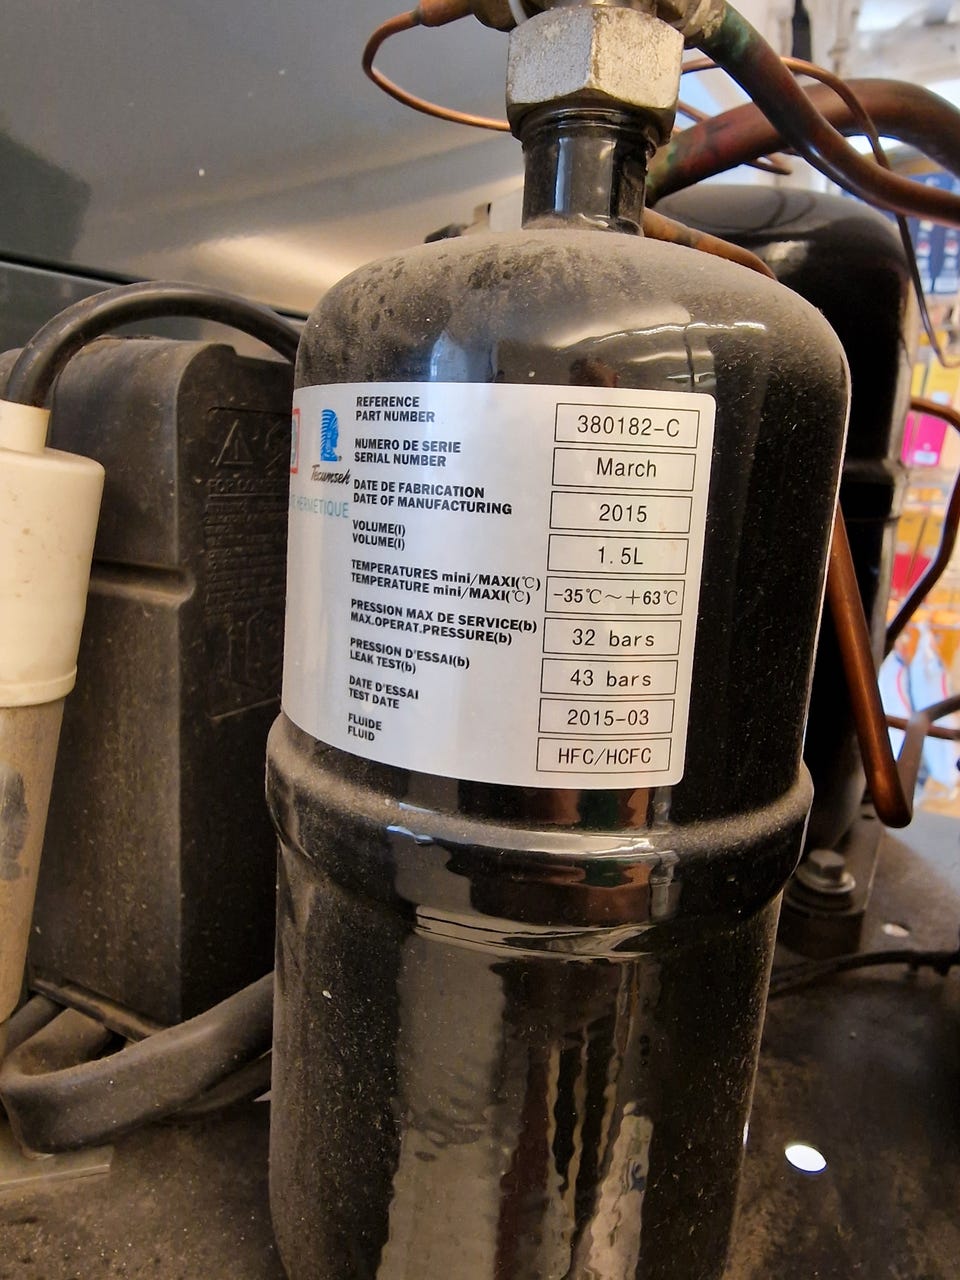 REFERENCE
PART NUMBER
380182-C
NUMERO DE SERIE
SERIAL NUMBER
March
DATE DE FABRICATION
DATE OF MANUFACTURING
2015
VOLUME(l)
VOLUME(l)
1.5L
TEMPERATURES mini/MAXI(℃)
TEMPERATURE mini/MAXI(℃)
-35℃～+63℃
PRESSION MAX DE SERVICE(b)
MAX.OPERAT.PRESSURE(b)
32 bars
PRESSION D'ESSAI(b)
LEAK TEST(b)
43 bars
DATE D'ESSAI
TEST DATE
2015-03
FLUIDE
FLUID
HFC/HCFC
Tecumseh
HERMETIQUE